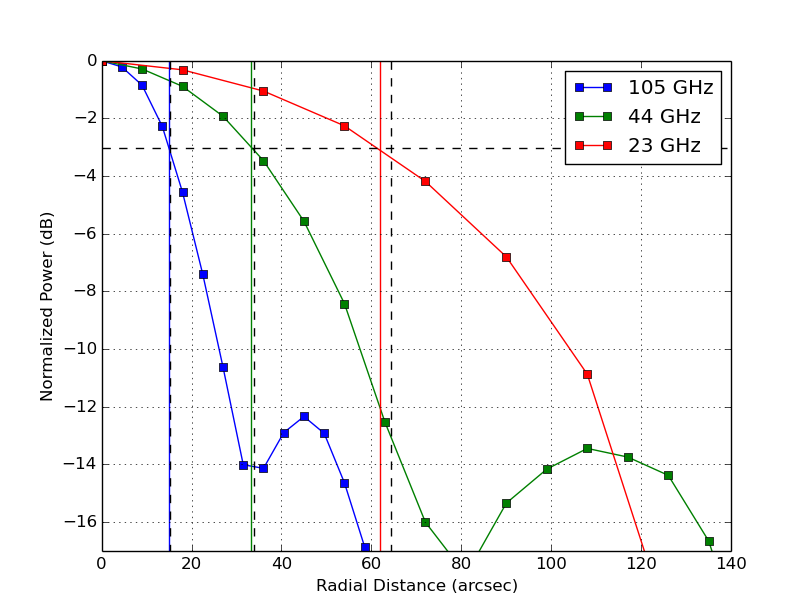 0
−2
−4
−6
−8
−10
−12
−14
−16
Normalized Power (dB)
105 GHz
44 GHz
23 GHz
0 20 40 60 80 100 120 140
Radial Distance (arcsec)